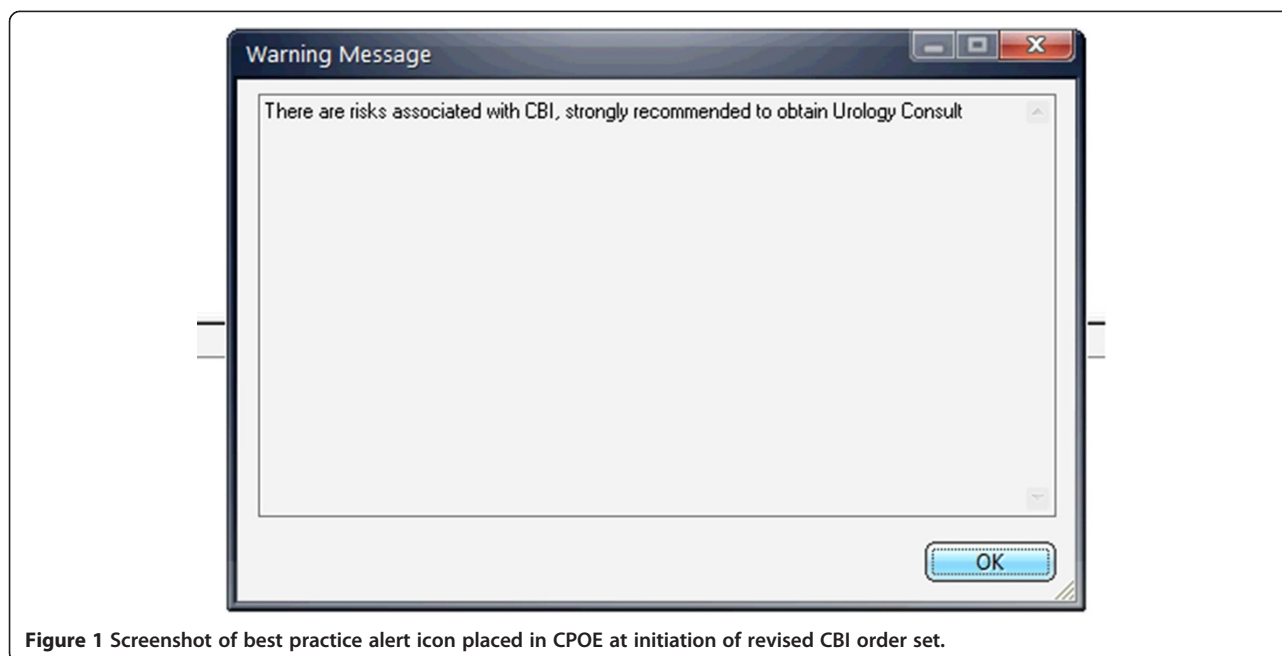 Warning Message
There are risks associated with CBI, strongly recommended to obtain Urology Consult
OK
Figure 1 Screenshot of best practice alert icon placed in CPOE at initiation of revised CBI order set.